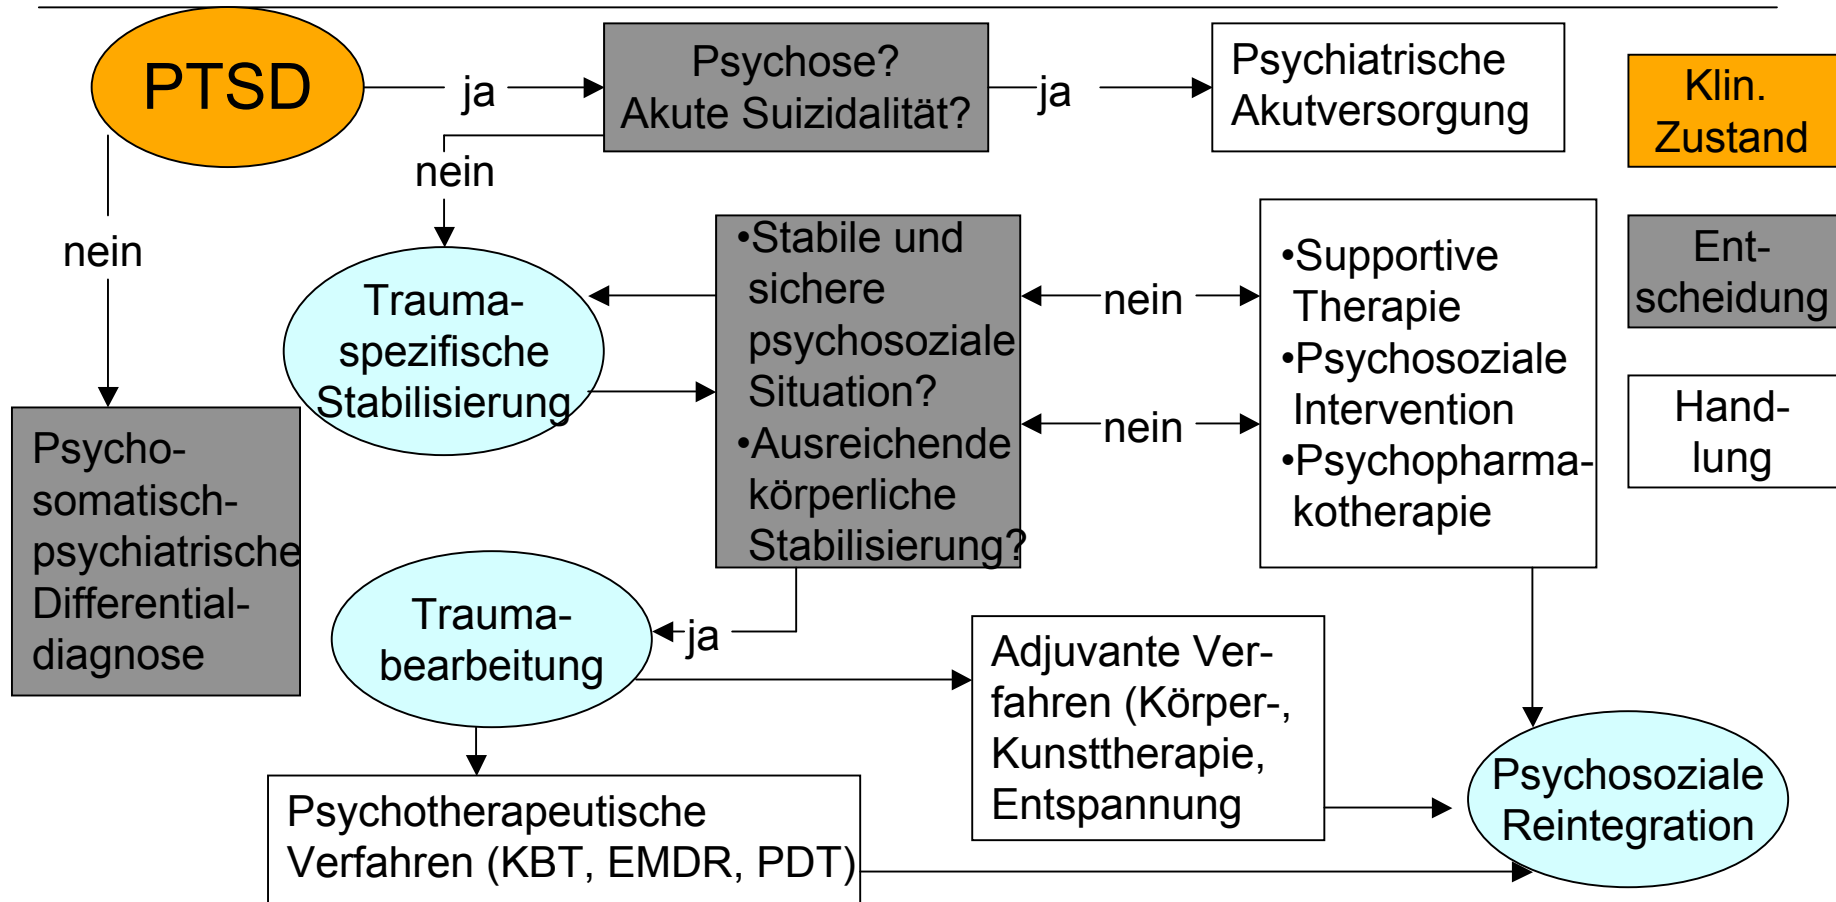 PTSD
ja
Psychose?
Akute Suizidalität?
ja
Psychiatrische
Akutversorgung
Klin.
Zustand
nein
nein
Trauma-
spezifische
Stabilisierung
•Stabile und
sichere
psychosoziale
Situation?
•Ausreichende
körperliche
Stabilisierung?
nein
nein
•Supportive
Therapie
•Psychosoziale
Intervention
•Psychopharma-
kotherapie
Ent-
scheidung
Hand-
lung
Psycho-
somatisch-
psychiatrische
Differential-
diagnose
Trauma-
bearbeitung
ja
Adjuvante Ver-
fahren (Körper-,
Kunsttherapie,
Entspannung
Psychosoziale
Reintegration
Psychotherapeutische
Verfahren (KBT, EMDR, PDT)